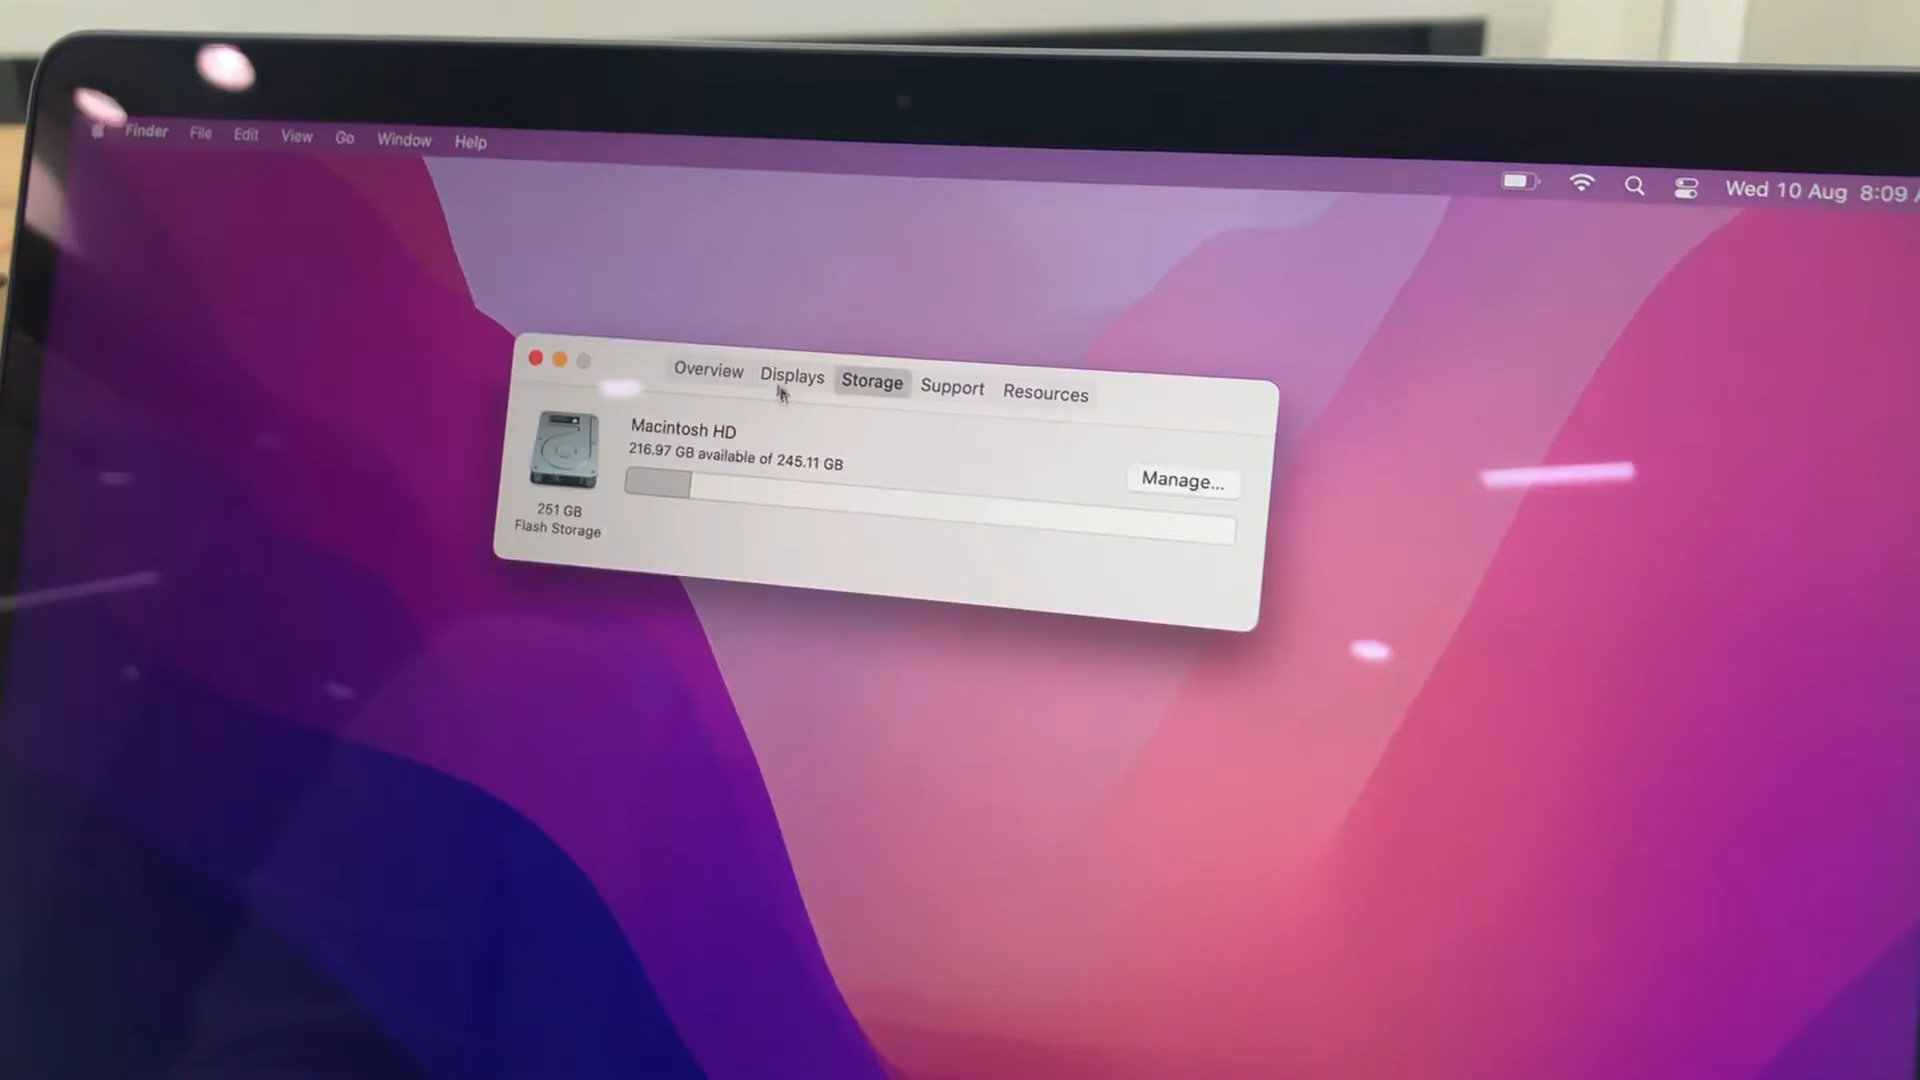 Finder File Edit View Go Window Help
Wed 10 Aug 8:09
Overview Displays Storage Support Resources
Macintosh HD
216.97 GB available of 245.11 GB
Manage...
251 GB
Flash Storage